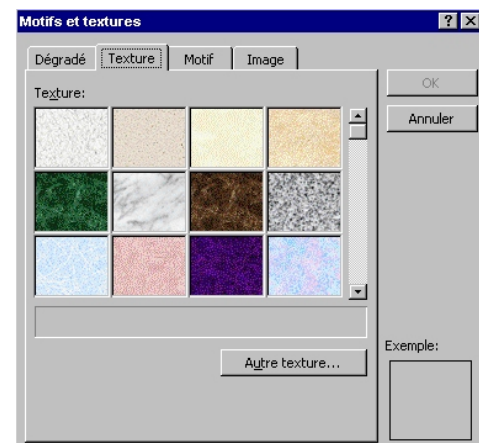 Motifs et textures
Dégradé Texture Motif Image
Texture:
OK
Annuler
Autre texture...
Exemple: